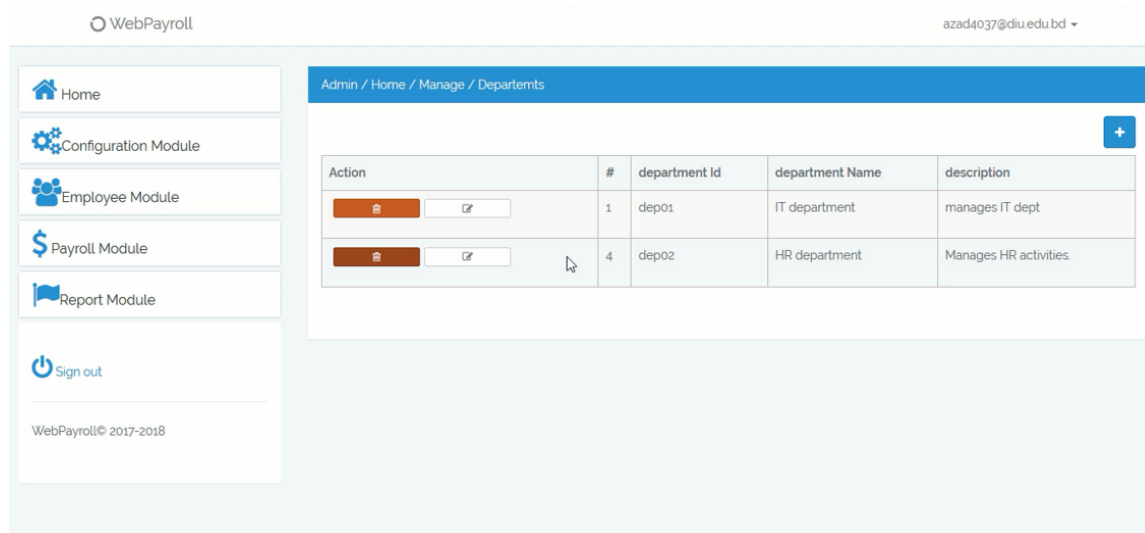 WebPayroll
azad4037@diu.edu.bd
Home
Configuration Module
Employee Module
Payroll Module
Report Module
Sign out
WebPayroll© 2017-2018
Admin / Home / Manage / Departemts
+
Action # department Id department Name description
1 dep01 IT department manages IT dept
4 dep02 HR department Manages HR activities.